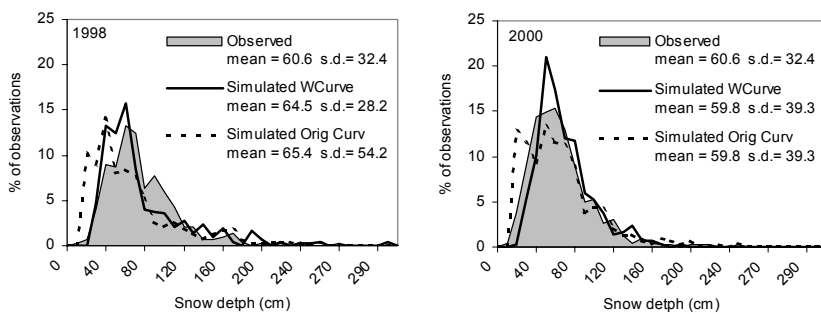 25
20
15
10
5
0
% of observations
1998
Observed
mean = 60.6 s.d.= 32.4
Simulated WCurve
mean = 64.5 s.d.= 28.2
Simulated Orig Curv
mean = 65.4 s.d.= 54.2
0 40 80 120 160 200 240 270 290
Snow detph (cm)
25
20
15
10
5
0
% of observations
2000
Observed
mean = 60.6 s.d.= 32.4
Simulated WCurve
mean = 59.8 s.d.= 39.3
Simulated Orig Curv
mean = 59.8 s.d.= 39.3
0 40 80 120 160 200 240 270 290
Snow detph (cm)